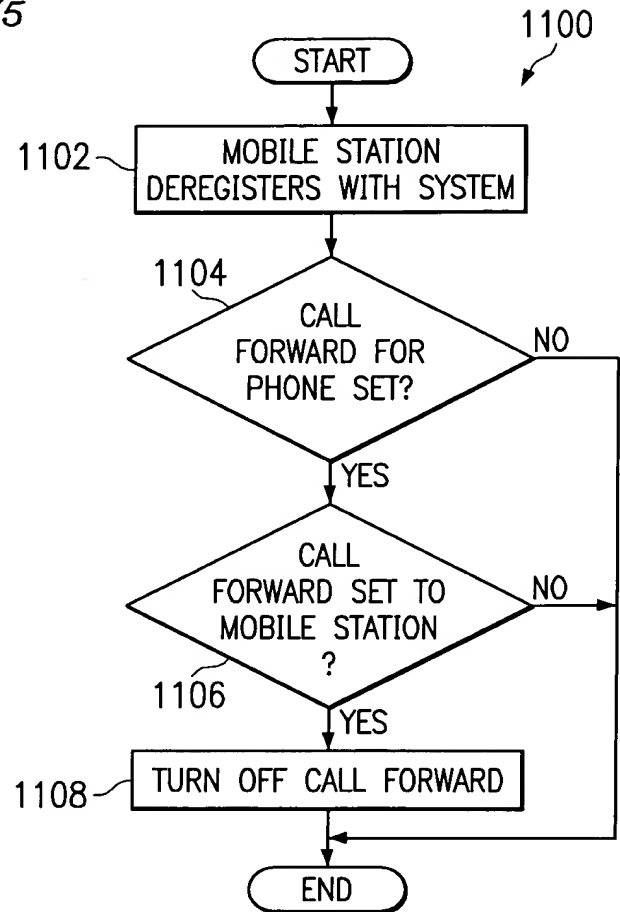 /5
1100
START
1102
MOBILE STATION
DEREGISTERS WITH SYSTEM
1104
CALL
FORWARD FOR
PHONE SET?
NO
YES
CALL
FORWARD SET TO
MOBILE STATION
?
NO
1106
YES
1108
TURN OFF CALL FORWARD
END